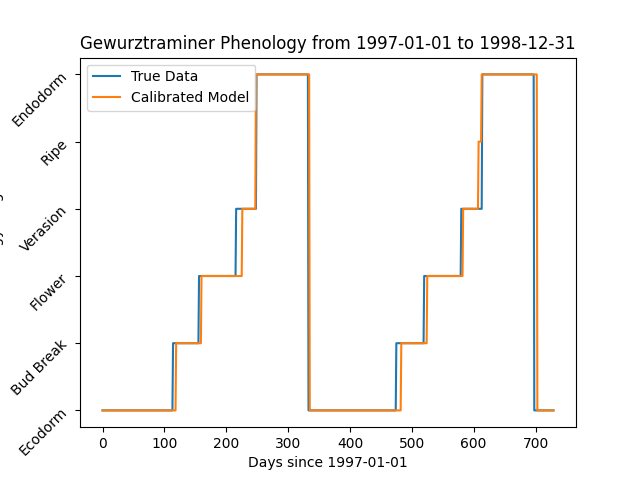 Gewurztraminer Phenology from 1997-01-01 to 1998-12-31
True Data
Calibrated Model
Endodorm
Ripe
Verasion
Flower
Bud Break
Ecodorm
0 100 200 300 400 500 600 700
Days since 1997-01-01